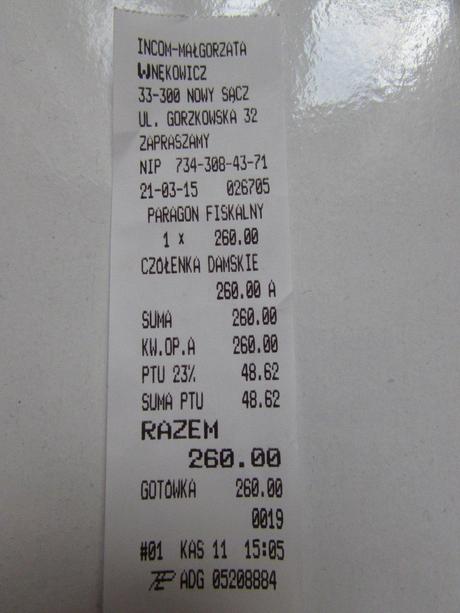 INCOM-MAŁGORZATA
WNĘKOWICZ
33-300 NOWY SĄCZ
UL. GORZKOWSKA 32
ZAPRASZAMY
NIP 734-308-43-71
21-03-15 026705
PARAGON FISKALNY
1 x 260.00
CZÓŁENKA DAMSKIE
260.00 A
SUMA 260.00
KW.OP.A 260.00
PTU 23% 48.62
SUMA PTU 48.62
RAZEM
260.00
GOTÓWKA 260.00
0019
#01 KAS 11 15:05
ADG 05208884